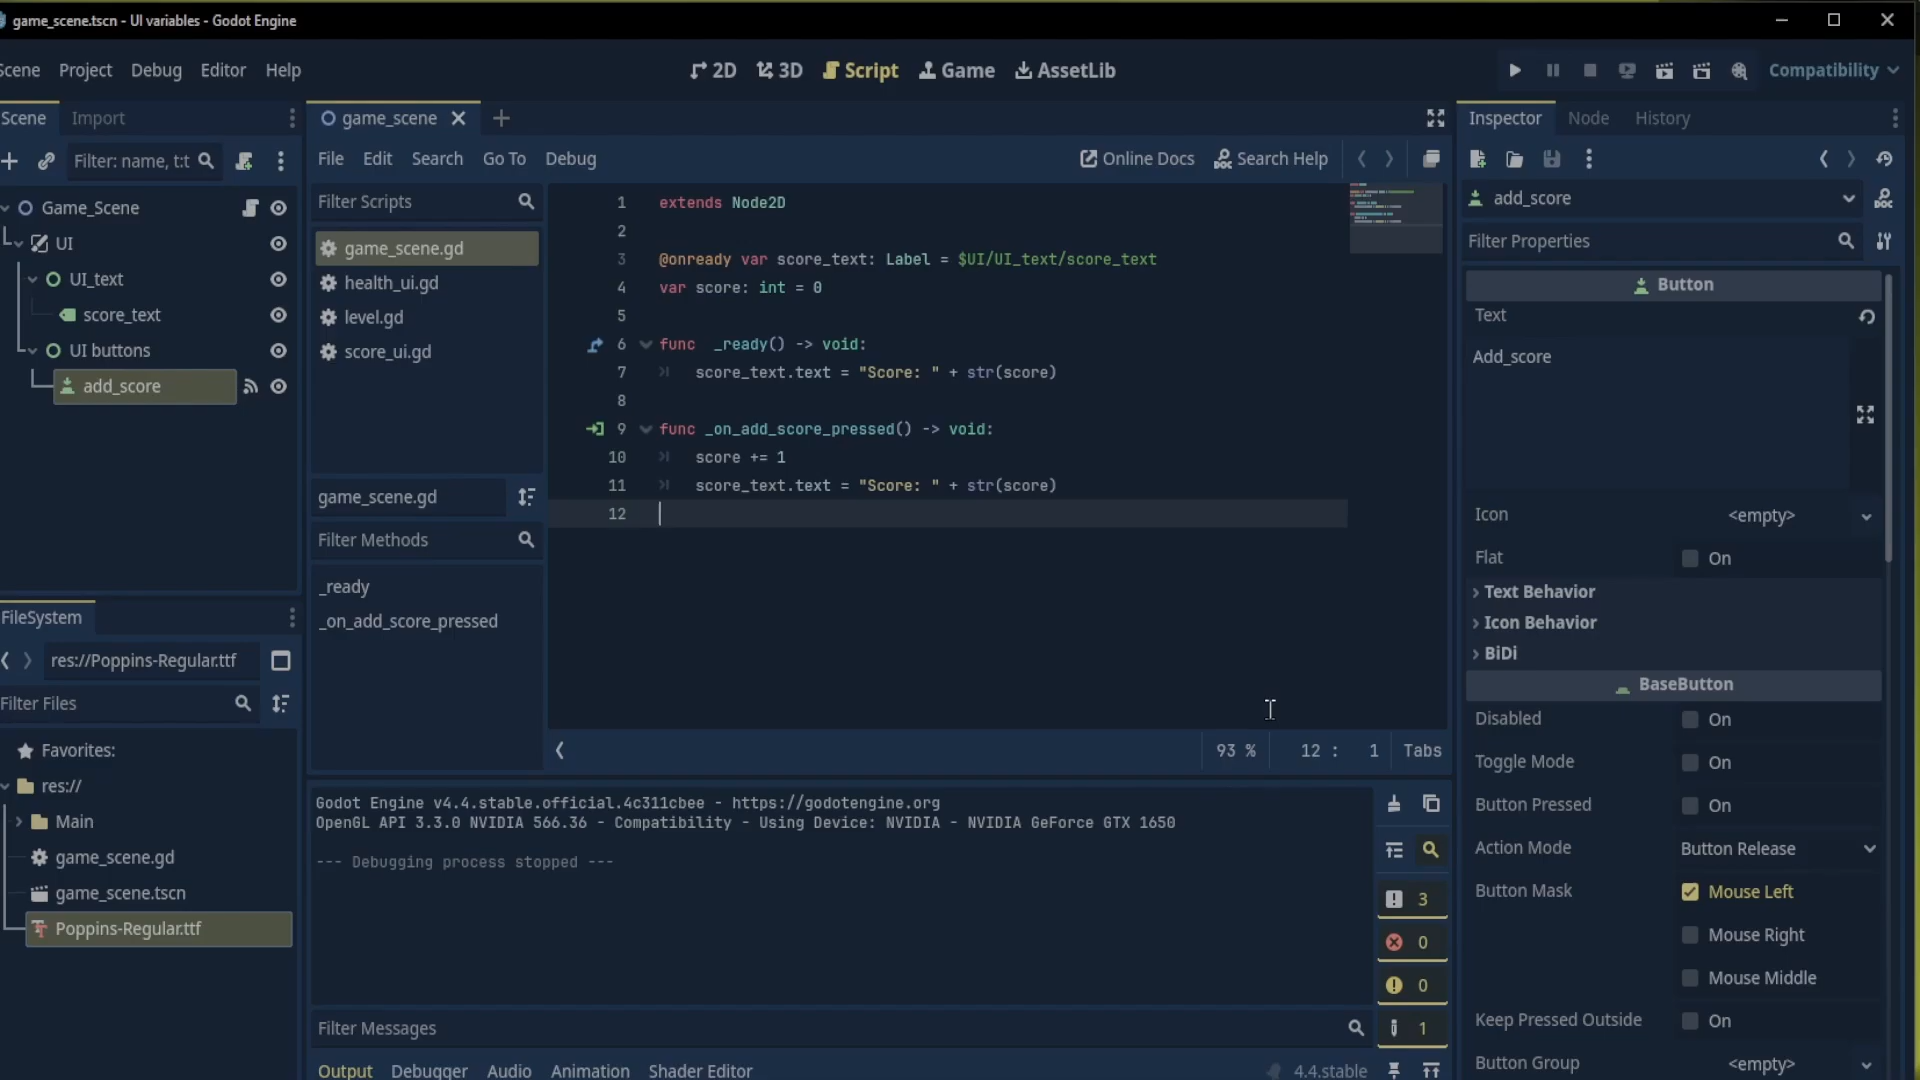 game_scene.tscn - UI variables - Godot Engine
Scene Project Debug Editor Help
2D 3D Script Game AssetLib
Compatibility
Scene Import
game_scene
Inspector Node History
Filter: name, t:t
File Edit Search Go To Debug
Online Docs Search Help
Game_Scene
UI
UI_text
score_text
UI buttons
add_score
Filter Scripts
game_scene.gd
health_ui.gd
level.gd
score_ui.gd
game_scene.gd
Filter Methods
_ready
_on_add_score_pressed
1 extends Node2D
2
3 @onready var score_text: Label = $UI/UI_text/score_text
4 var score: int = 0
5
6 func _ready() -> void:
7 score_text.text = "Score: " + str(score)
8
9 func _on_add_score_pressed() -> void:
10 score += 1
11 score_text.text = "Score: " + str(score)
12
93 % 12 : 1 Tabs
FileSystem
res://Poppins-Regular.ttf
Filter Files
Favorites:
res://
Main
game_scene.gd
game_scene.tscn
Poppins-Regular.ttf
Godot Engine v4.4.stable.official.4c311cbee - https://godotengine.org
OpenGL API 3.3.0 NVIDIA 566.36 - Compatibility - Using Device: NVIDIA - NVIDIA GeForce GTX 1650
--- Debugging process stopped ---
3
0
0
1
Filter Messages
Output Debugger Audio Animation Shader Editor
4.4.stable
add_score
Filter Properties
Button
Text
Add_score
Icon <empty>
Flat On
Text Behavior
Icon Behavior
BiDi
BaseButton
Disabled On
Toggle Mode On
Button Pressed On
Action Mode Button Release
Button Mask Mouse Left
Mouse Right
Mouse Middle
Keep Pressed Outside On
Button Group <empty>